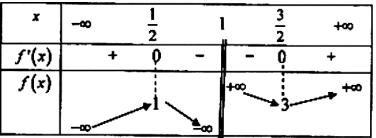 x -∞ 1/2 1 3/2 +∞
f'(x) + 0 - - 0 +
f(x) -∞ 1 -∞ +∞ 3 +∞